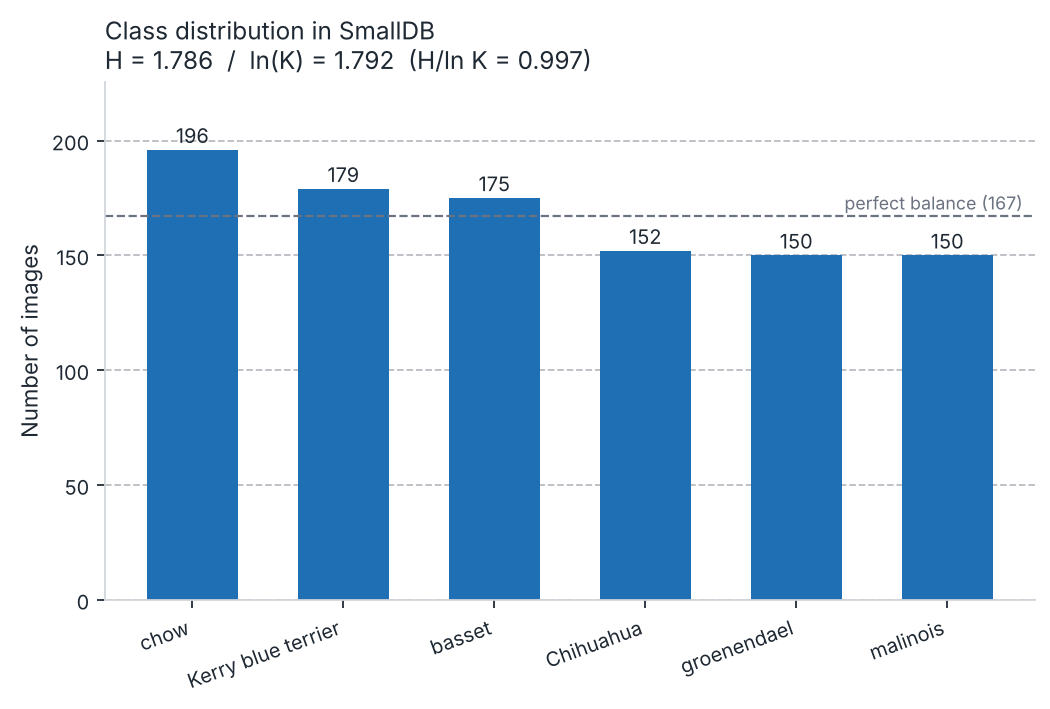 Class distribution in SmallDB
H = 1.786 / ln(K) = 1.792 (H/ln K = 0.997)
Number of images
200
150
100
50
0
196
179
175
152
150
150
perfect balance (167)
chow
Kerry blue terrier
basset
Chihuahua
groenendael
malinois